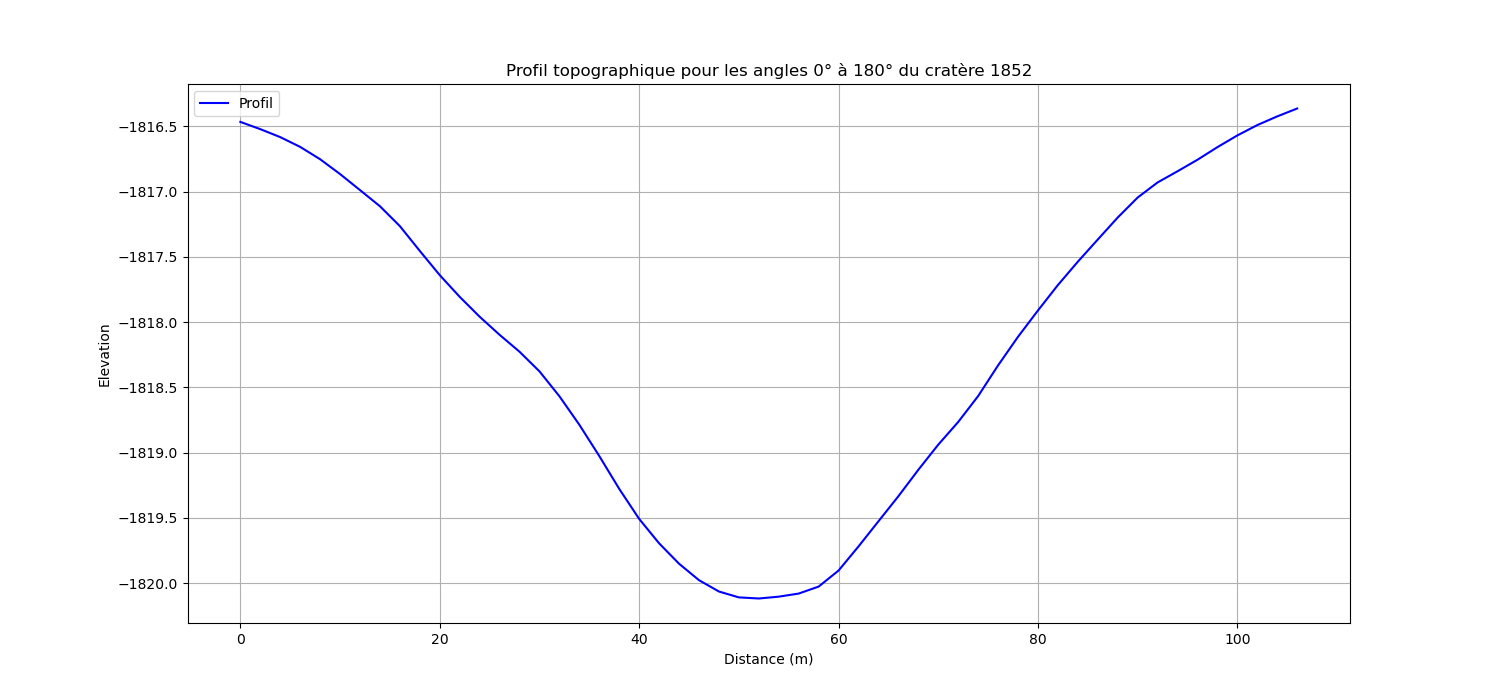 Profil topographique pour les angles 0° à 180° du cratère 1852
Profil
−1816.5
−1817.0
−1817.5
−1818.0
−1818.5
−1819.0
−1819.5
−1820.0
Elevation
0 20 40 60 80 100
Distance (m)